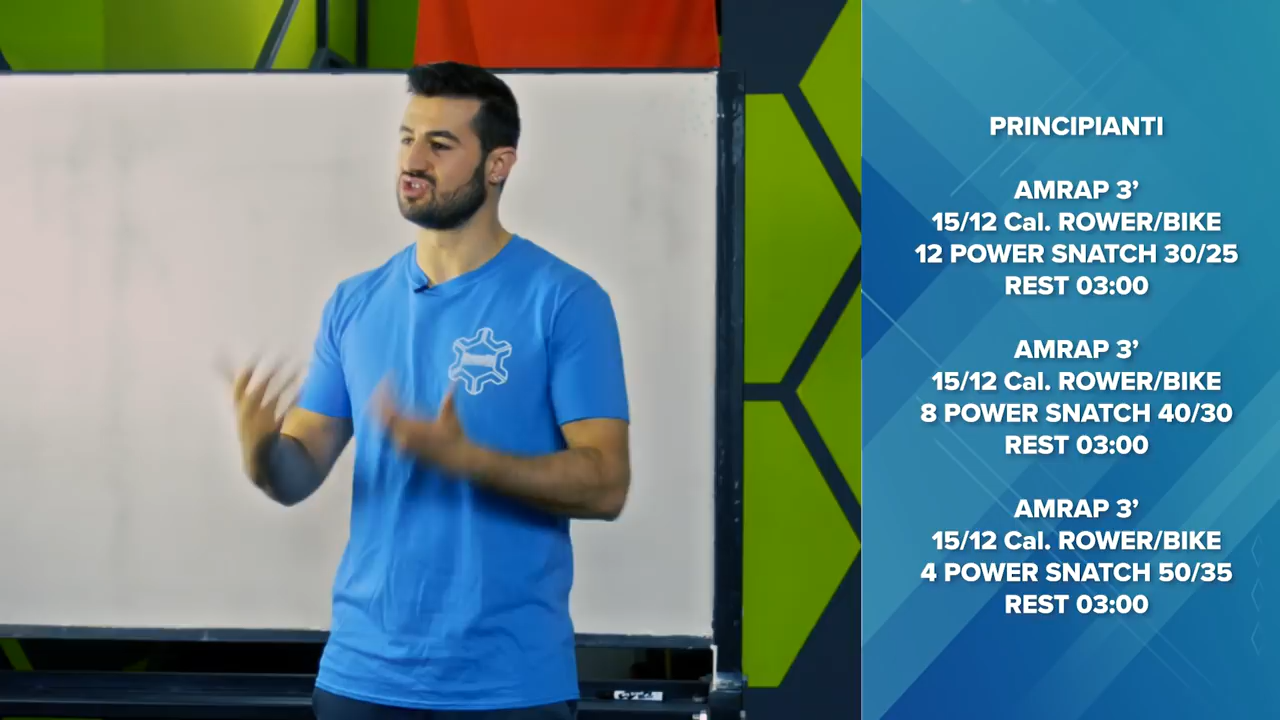 PRINCIPIANTI
AMRAP 3’
15/12 Cal. ROWER/BIKE
12 POWER SNATCH 30/25
REST 03:00
AMRAP 3’
15/12 Cal. ROWER/BIKE
8 POWER SNATCH 40/30
REST 03:00
AMRAP 3’
15/12 Cal. ROWER/BIKE
4 POWER SNATCH 50/35
REST 03:00